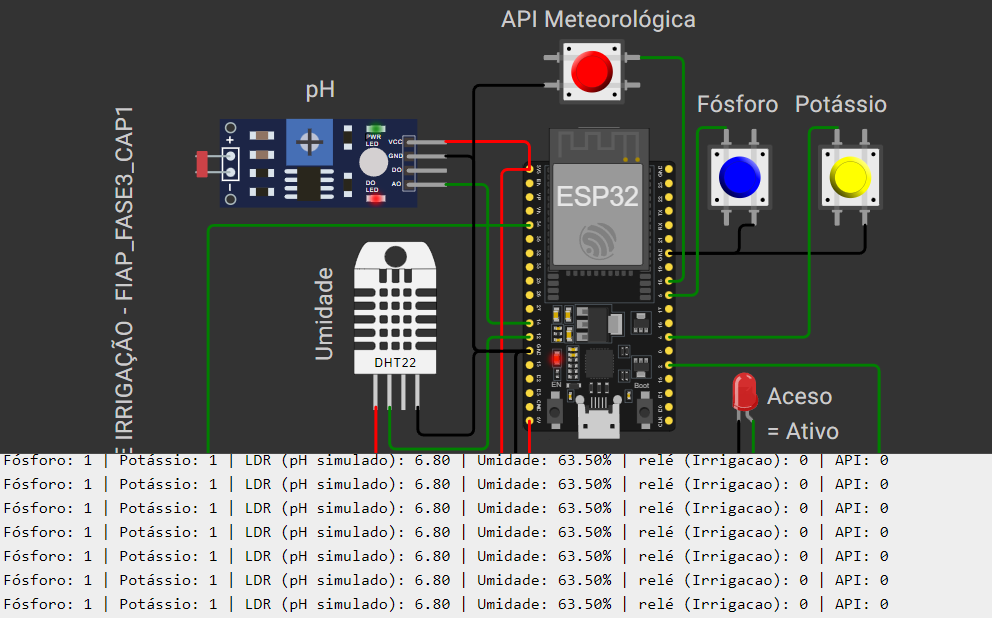 API Meteorológica
pH
Fósforo
Potássio
E IRRIGAÇÃO - FIAP_FASE3_CAP1
PWR
LED
DO
LED
VCC
GND
DO
AO
+
−
ESP32
EN
Boot
Umidade
DHT22
Aceso
= Ativo
Fósforo: 1 | Potássio: 1 | LDR (pH simulado): 6.80 | Umidade: 63.50% | relé (Irrigacao): 0 | API: 0
Fósforo: 1 | Potássio: 1 | LDR (pH simulado): 6.80 | Umidade: 63.50% | relé (Irrigacao): 0 | API: 0
Fósforo: 1 | Potássio: 1 | LDR (pH simulado): 6.80 | Umidade: 63.50% | relé (Irrigacao): 0 | API: 0
Fósforo: 1 | Potássio: 1 | LDR (pH simulado): 6.80 | Umidade: 63.50% | relé (Irrigacao): 0 | API: 0
Fósforo: 1 | Potássio: 1 | LDR (pH simulado): 6.80 | Umidade: 63.50% | relé (Irrigacao): 0 | API: 0
Fósforo: 1 | Potássio: 1 | LDR (pH simulado): 6.80 | Umidade: 63.50% | relé (Irrigacao): 0 | API: 0
Fósforo: 1 | Potássio: 1 | LDR (pH simulado): 6.80 | Umidade: 63.50% | relé (Irrigacao): 0 | API: 0